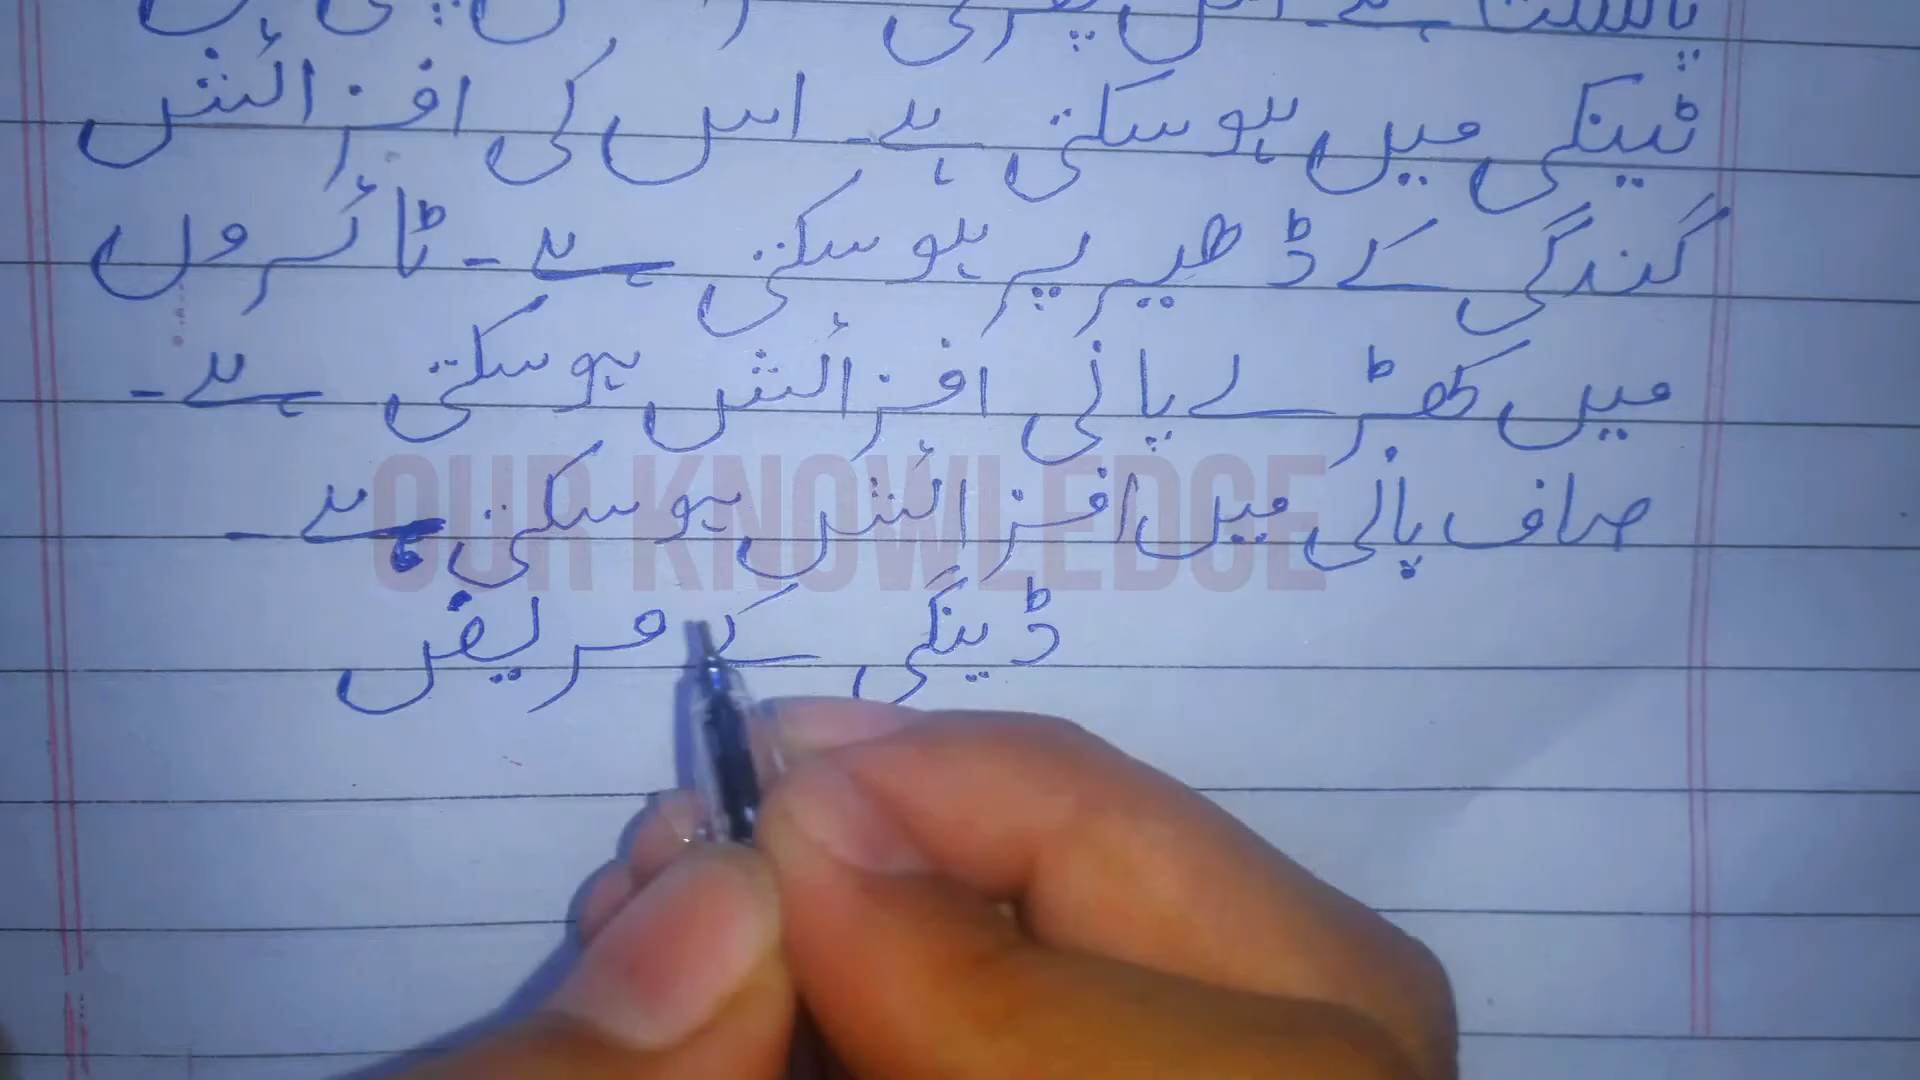 ٹینکی میں ہو سکتی ہے۔ اس کی افزائش
گندگی کے ڈھیر پر ہو سکتی ہے ۔ ٹائروں
میں کھڑے پانی افزائش ہو سکتی ہے ۔
صاف پانی میں افزائش ہو سکتی ہے ۔
OUR KNOWLEDGE
ڈینگی کے مریض